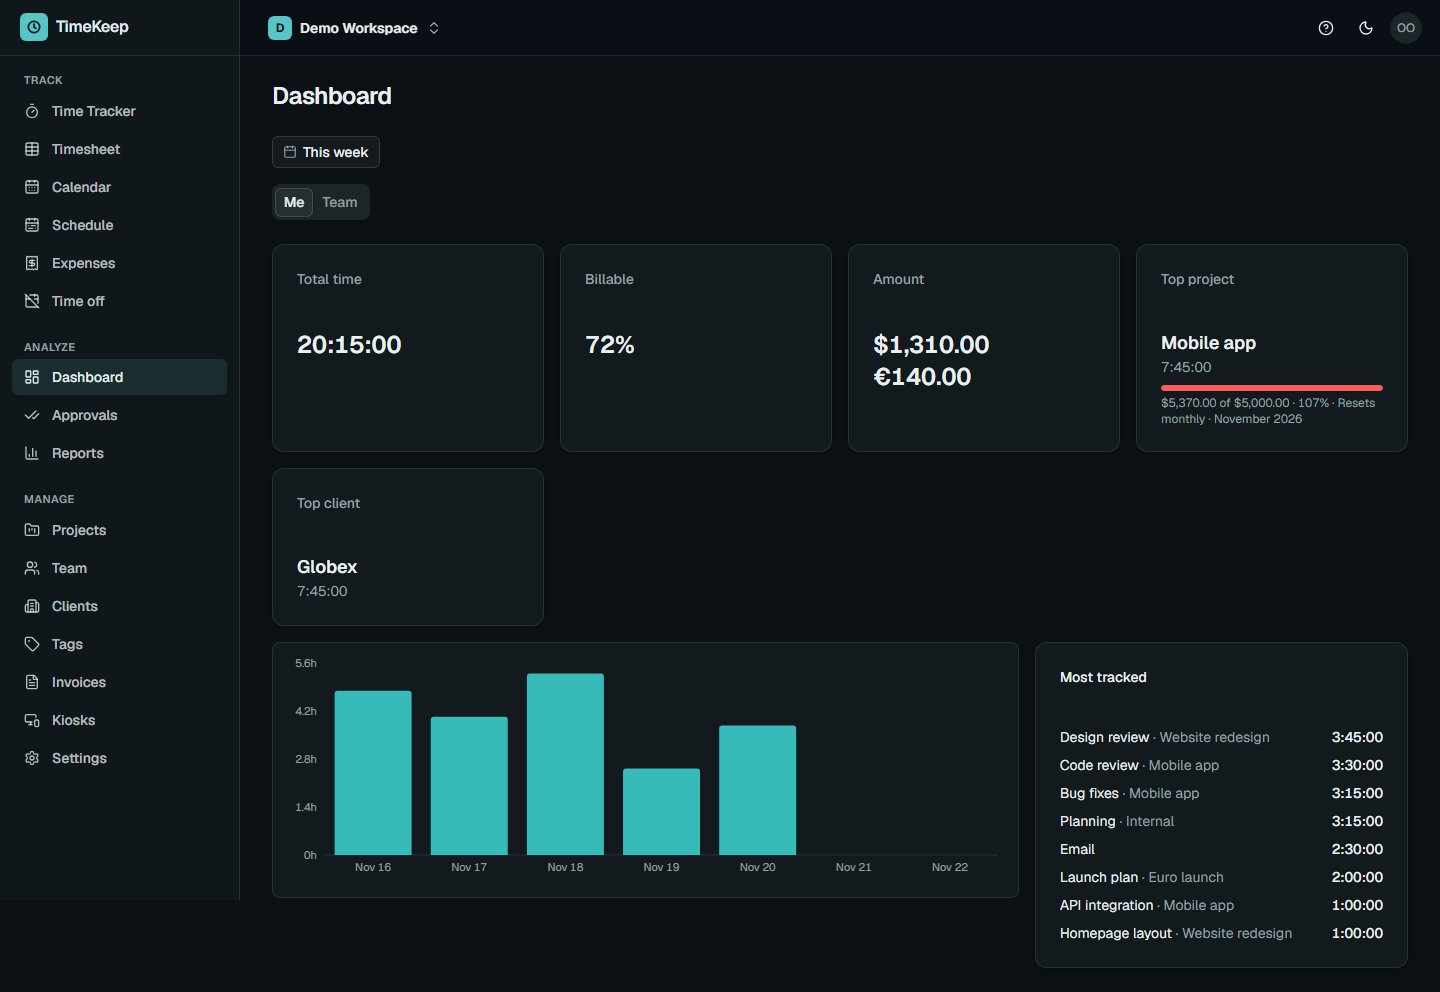 TimeKeep
D Demo Workspace
OO
TRACK
Time Tracker
Timesheet
Calendar
Schedule
Expenses
Time off
ANALYZE
Dashboard
Approvals
Reports
MANAGE
Projects
Team
Clients
Tags
Invoices
Kiosks
Settings
Dashboard
This week
Me Team
Total time
20:15:00
Billable
72%
Amount
$1,310.00
€140.00
Top project
Mobile app
7:45:00
$5,370.00 of $5,000.00 · 107% · Resets
monthly · November 2026
Top client
Globex
7:45:00
5.6h
4.2h
2.8h
1.4h
0h
Nov 16 Nov 17 Nov 18 Nov 19 Nov 20 Nov 21 Nov 22
Most tracked
Design review · Website redesign 3:45:00
Code review · Mobile app 3:30:00
Bug fixes · Mobile app 3:15:00
Planning · Internal 3:15:00
Email 2:30:00
Launch plan · Euro launch 2:00:00
API integration · Mobile app 1:00:00
Homepage layout · Website redesign 1:00:00